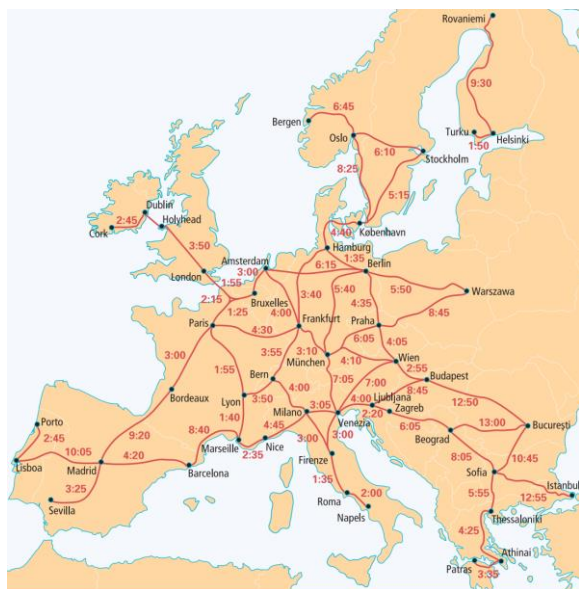 Rovaniemi
9:30
6:45
Bergen
Turku
Helsinki
1:50
Oslo
6:10
Stockholm
8:25
5:15
Dublin
2:45
Holyhead
Cork
København
4:40
3:50
Hamburg
1:35
Amsterdam
3:00
6:15
Berlin
London
1:55
2:15
1:25
Bruxelles
3:40
5:40
5:50
Warszawa
4:00
4:35
8:45
Paris
4:30
Frankfurt
Praha
6:05
4:05
3:00
3:55
3:10
München
4:10
Wien
1:55
Bern
7:05
7:00
2:55
Budapest
8:45
Bordeaux
Lyon
3:50
4:00
4:00
Ljubljana
12:50
Porto
1:40
Milano
3:05
2:20
Zagreb
2:45
9:20
8:40
4:45
Venezia
6:05
13:00
București
Marseille
Nice
3:00
3:00
Beograd
Lisboa
10:05
2:35
Firenze
8:05
10:45
Madrid
4:20
Barcelona
Sofia
1:35
Istanbul
3:25
Roma
2:00
5:55
12:55
Sevilla
Napels
Thessaloniki
4:25
Athinai
Patras
3:35